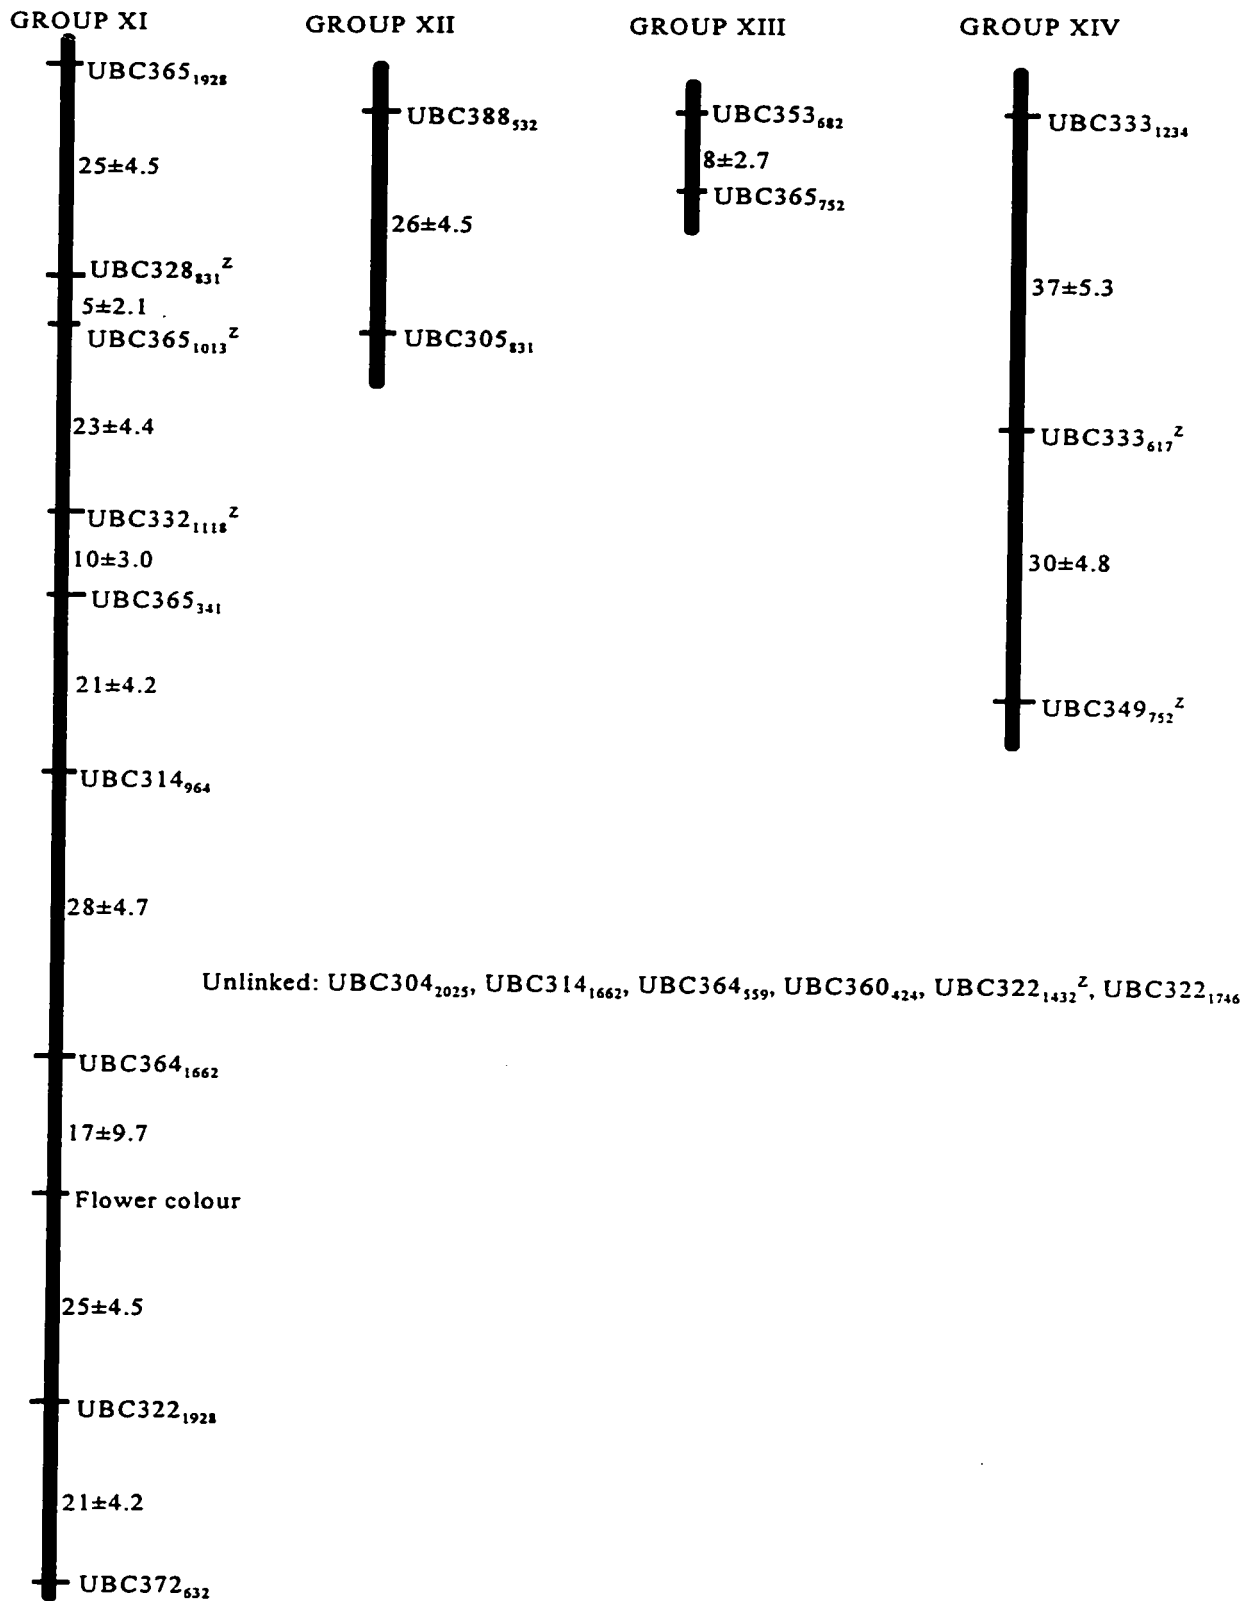 GROUP XI
UBC365₁₉₂₈
25±4.5
UBC328₈₃₁ᶻ
5±2.1
UBC365₁₀₁₃ᶻ
23±4.4
UBC332₁₁₁₈ᶻ
10±3.0
UBC365₃₄₁
21±4.2
UBC314₉₆₄
28±4.7
UBC364₁₆₆₂
17±9.7
Flower colour
25±4.5
UBC322₁₉₂₈
21±4.2
UBC372₆₃₂
GROUP XII
UBC388₅₃₂
26±4.5
UBC305₈₃₁
GROUP XIII
UBC353₆₈₂
8±2.7
UBC365₇₅₂
GROUP XIV
UBC333₁₂₃₄
37±5.3
UBC333₆₁₇ᶻ
30±4.8
UBC349₇₅₂ᶻ
Unlinked: UBC304₂₀₂₅, UBC314₁₆₆₂, UBC364₅₅₉, UBC360₄₂₄, UBC322₁₄₃₂ᶻ, UBC322₁₇₄₆